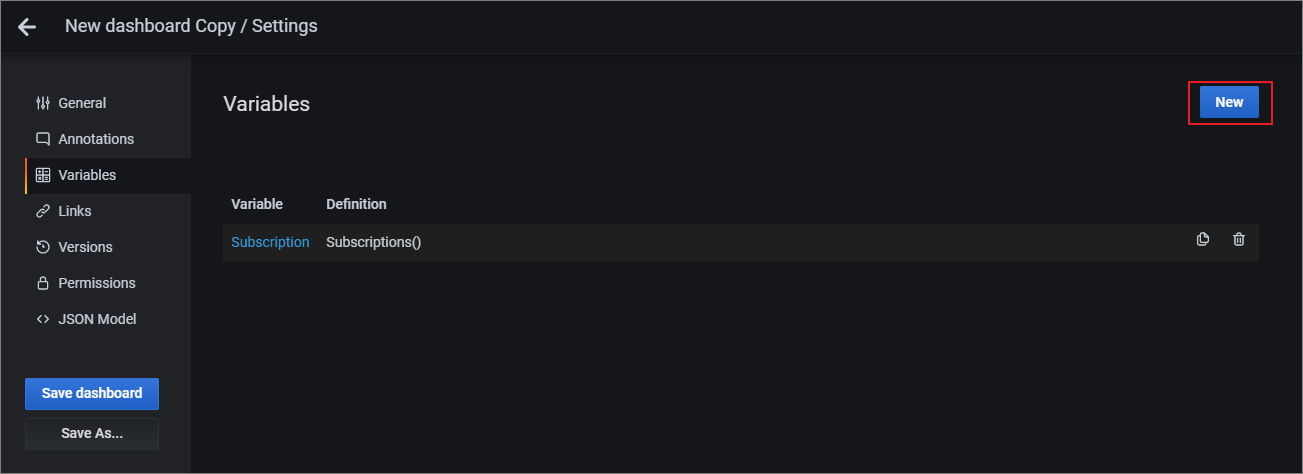 New dashboard Copy / Settings
General
Annotations
Variables
Links
Versions
Permissions
JSON Model
Save dashboard
Save As...
Variables
New
Variable Definition
Subscription Subscriptions()